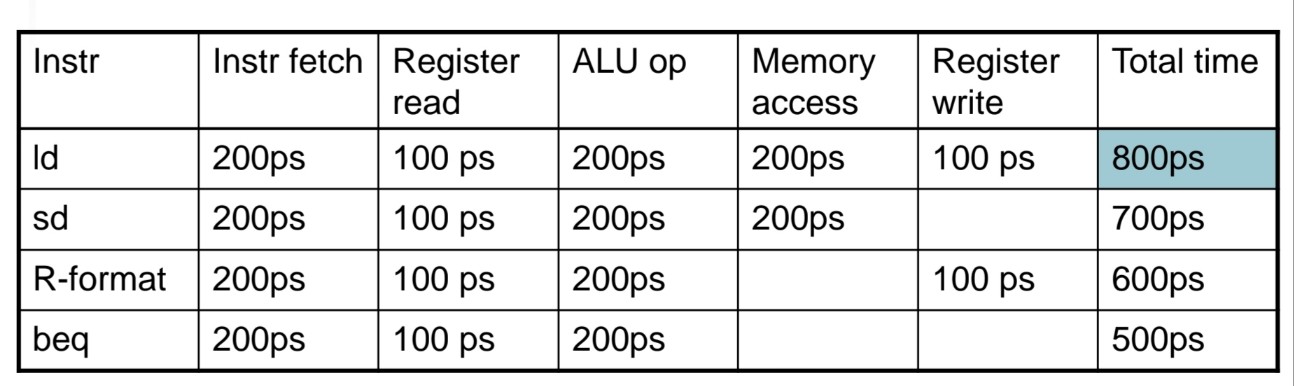 Instr Instr fetch Register read ALU op Memory access Register write Total time
ld 200ps 100 ps 200ps 200ps 100 ps 800ps
sd 200ps 100 ps 200ps 200ps 700ps
R-format 200ps 100 ps 200ps 100 ps 600ps
beq 200ps 100 ps 200ps 500ps